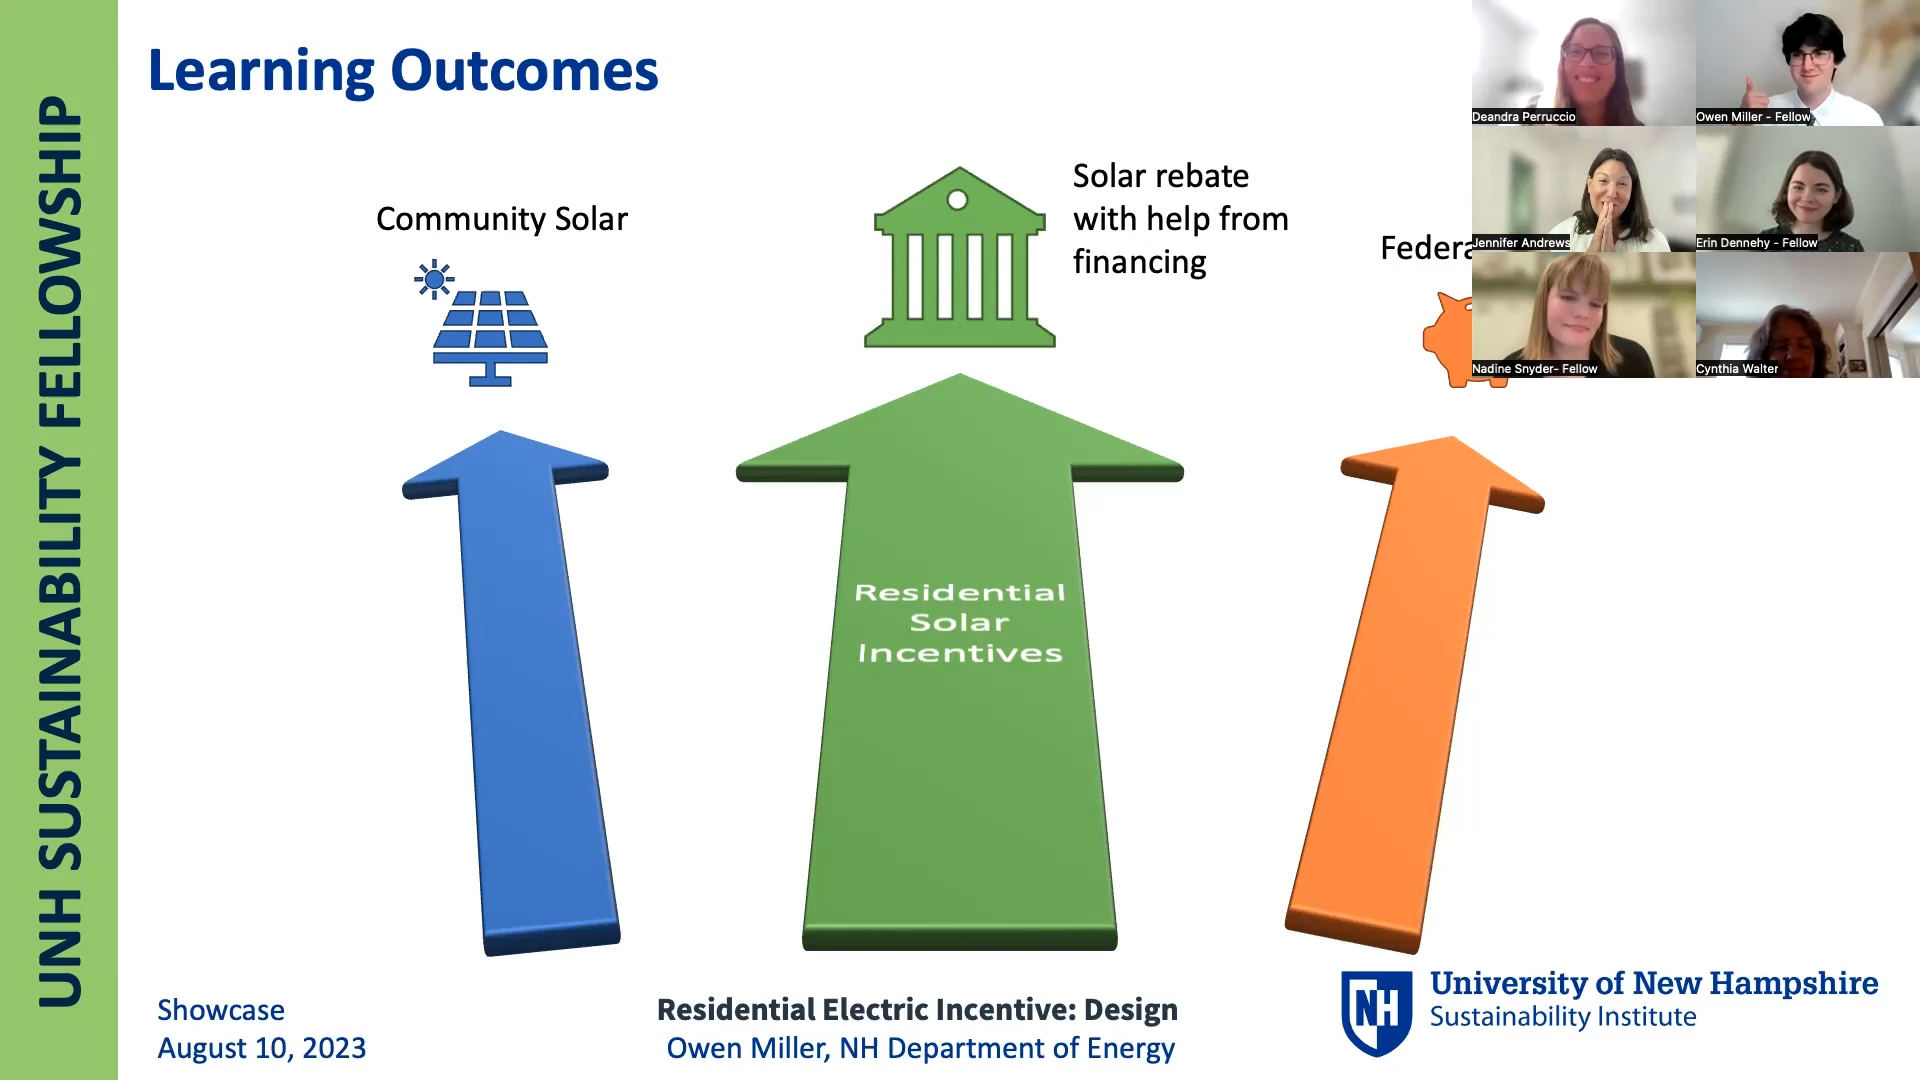 UNH SUSTAINABILITY FELLOWSHIP
Learning Outcomes
Community Solar
Solar rebate
with help from
financing
Residential
Solar
Incentives
Deandra Perruccio
Owen Miller - Fellow
Jennifer Andrews
Erin Dennehy - Fellow
Nadine Snyder- Fellow
Cynthia Walter
Showcase
August 10, 2023
Residential Electric Incentive: Design
Owen Miller, NH Department of Energy
NH
University of New Hampshire
Sustainability Institute